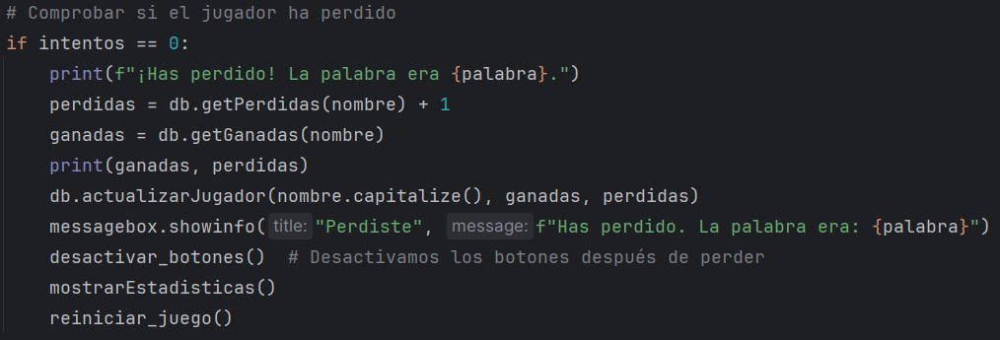 # Comprobar si el jugador ha perdido
if intentos == 0:
    print(f"¡Has perdido! La palabra era {palabra}.")
    perdidas = db.getPerdidas(nombre) + 1
    ganadas = db.getGanadas(nombre)
    print(ganadas, perdidas)
    db.actualizarJugador(nombre.capitalize(), ganadas, perdidas)
    messagebox.showinfo( title: "Perdiste",  message: f"Has perdido. La palabra era: {palabra}")
    desactivar_botones()  # Desactivamos los botones después de perder
    mostrarEstadisticas()
    reiniciar_juego()